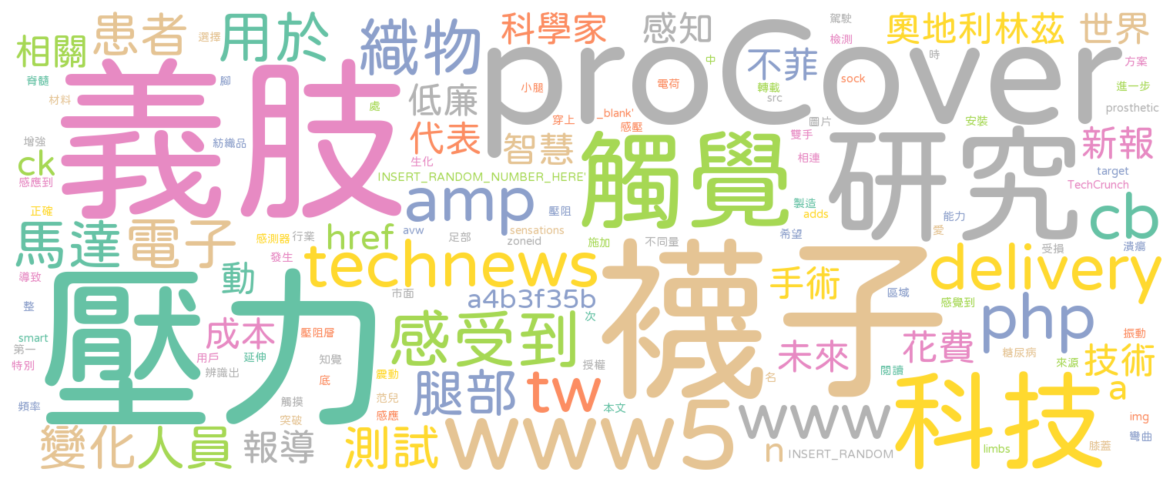 相關
患者
用於
織物
科學家
感知
不菲
奧地利林茲
世界
駕駛
檢測
時
方案
選擇
脊髓
腳
材料
處
低廉
小腿
電荷
中
轉載
src
sock
進一步
prosthetic
義肢
proCover
代表
智慧
穿上
_blank'
感壓
圖片
雙手
安裝
新報
增強
紡織品
ck
感應到
生化
INSERT_RANDOM_NUMBER_HERE'
觸覺
研究
相連
target
TechCrunch
正確
amp
壓阻
製造
adds
能力
愛
cb
馬達
電子
感測器
行業
href
avw
足部
sensations
zoneid
施加
不同量
希望
受損
潰瘍
導致
動
發生
technews
襪子
手術
delivery
整
市面
a4b3f35b
區域
感覺到
php
振動
smart
第一
特別
壓力
成本
壓阻層
用戶
延伸
辨識出
知覺
感受到
次
授權
未來
花費
閱讀
糖尿病
來源
技術
頻率
觸摸
突破
底
震動
范兒
感應
腿部
tw
本文
名
www
科技
a
img
彎曲
膝蓋
變化
人員
報導
測試
www5
n
INSERT_RANDOM
limbs